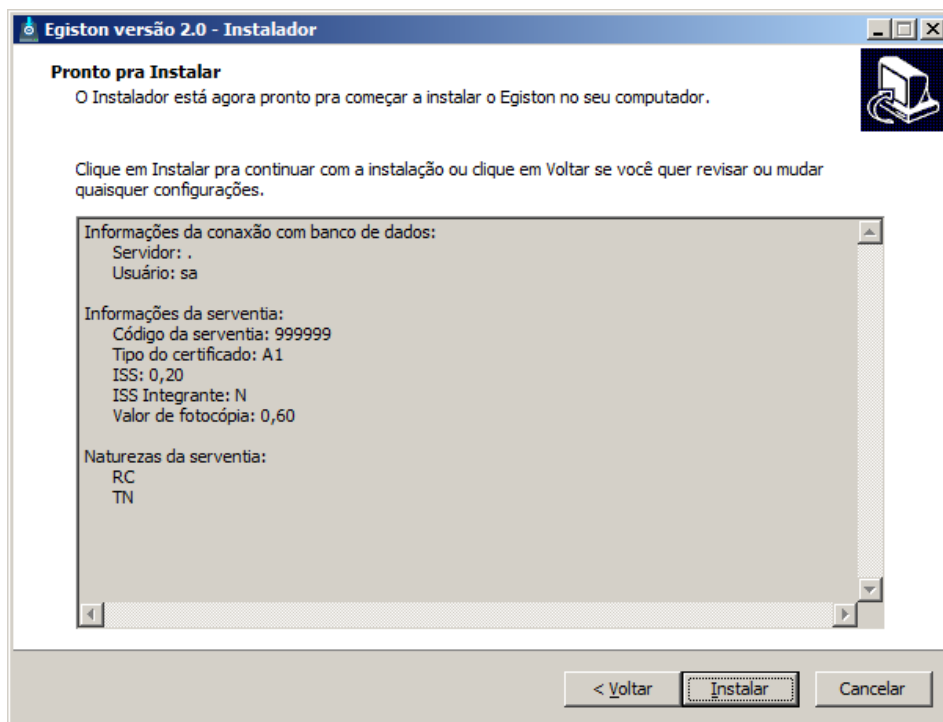 Egiston versão 2.0 - Instalador
Pronto pra Instalar
O Instalador está agora pronto pra começar a instalar o Egiston no seu computador.
Clique em Instalar pra continuar com a instalação ou clique em Voltar se você quer revisar ou mudar
quaisquer configurações.
Informações da conaxão com banco de dados:
Servidor: .
Usuário: sa
Informações da serventia:
Código da serventia: 999999
Tipo do certificado: A1
ISS: 0,20
ISS Integrante: N
Valor de fotocópia: 0,60
Naturezas da serventia:
RC
TN
< Voltar Instalar Cancelar